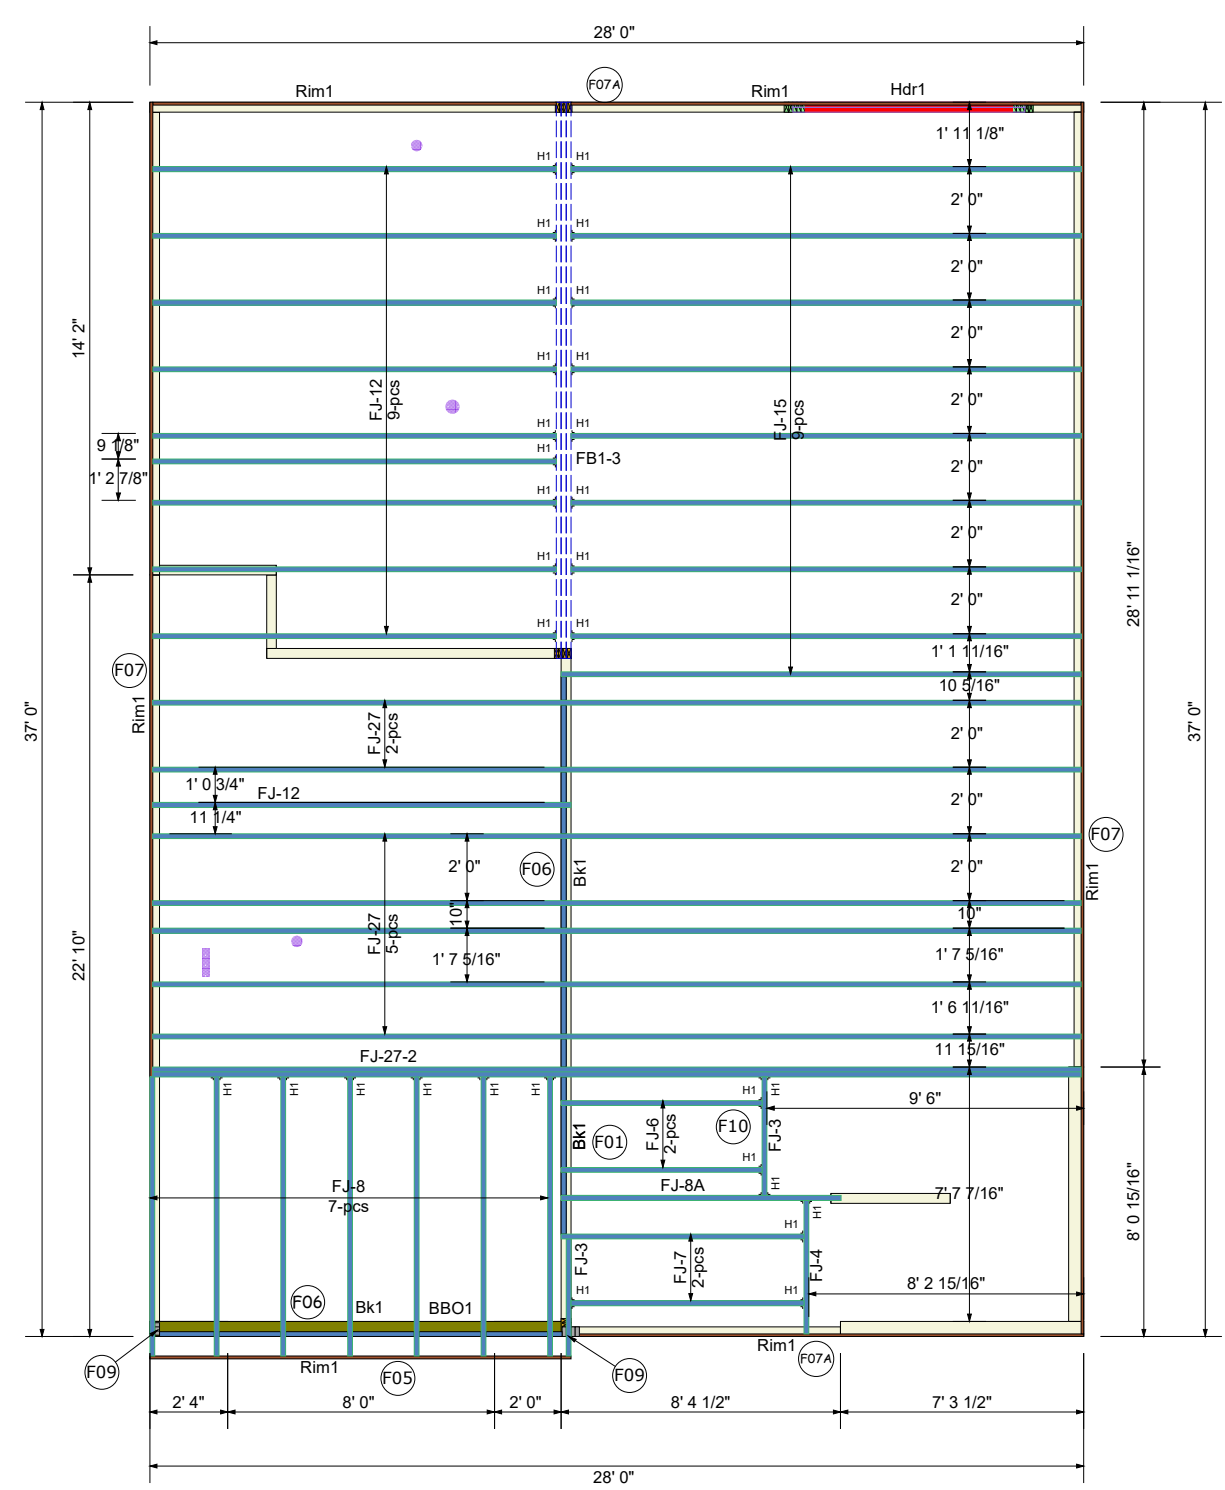 28' 0"
Rim1
F07A
Rim1
Hdr1
1' 11 1/8"
H1
H1
2' 0"
H1
H1
2' 0"
H1
H1
2' 0"
14' 2"
H1
H1
2' 0"
FJ-12
9-pcs
FJ-15
9-pcs
H1
H1
9 1/8"
H1
FB1-3
2' 0"
1' 2 7/8"
H1
H1
2' 0"
28' 11 1/16"
H1
H1
2' 0"
H1
H1
1' 1 11/16"
F07
10 5/16"
Rim1
37' 0"
FJ-27
2-pcs
2' 0"
37' 0"
1' 0 3/4"
FJ-12
2' 0"
11 1/4"
F07
2' 0"
F06
Bk1
2' 0"
Rim1
10"
10"
FJ-27
5-pcs
22' 10"
1' 7 5/16"
1' 7 5/16"
1' 6 11/16"
FJ-27-2
11 15/16"
H1
H1
H1
H1
H1
H1
H1
H1
9' 6"
Bk1
F01
FJ-6
2-pcs
F10
FJ-3
H1
H1
FJ-8
7-pcs
FJ-8A
7' 7 7/16"
8' 0 15/16"
H1
H1
FJ-3
FJ-7
2-pcs
FJ-4
8' 2 15/16"
H1
F06
Bk1
BBO1
Rim1
F07A
F09
Rim1
F05
F09
2' 4"
8' 0"
2' 0"
8' 4 1/2"
7' 3 1/2"
28' 0"